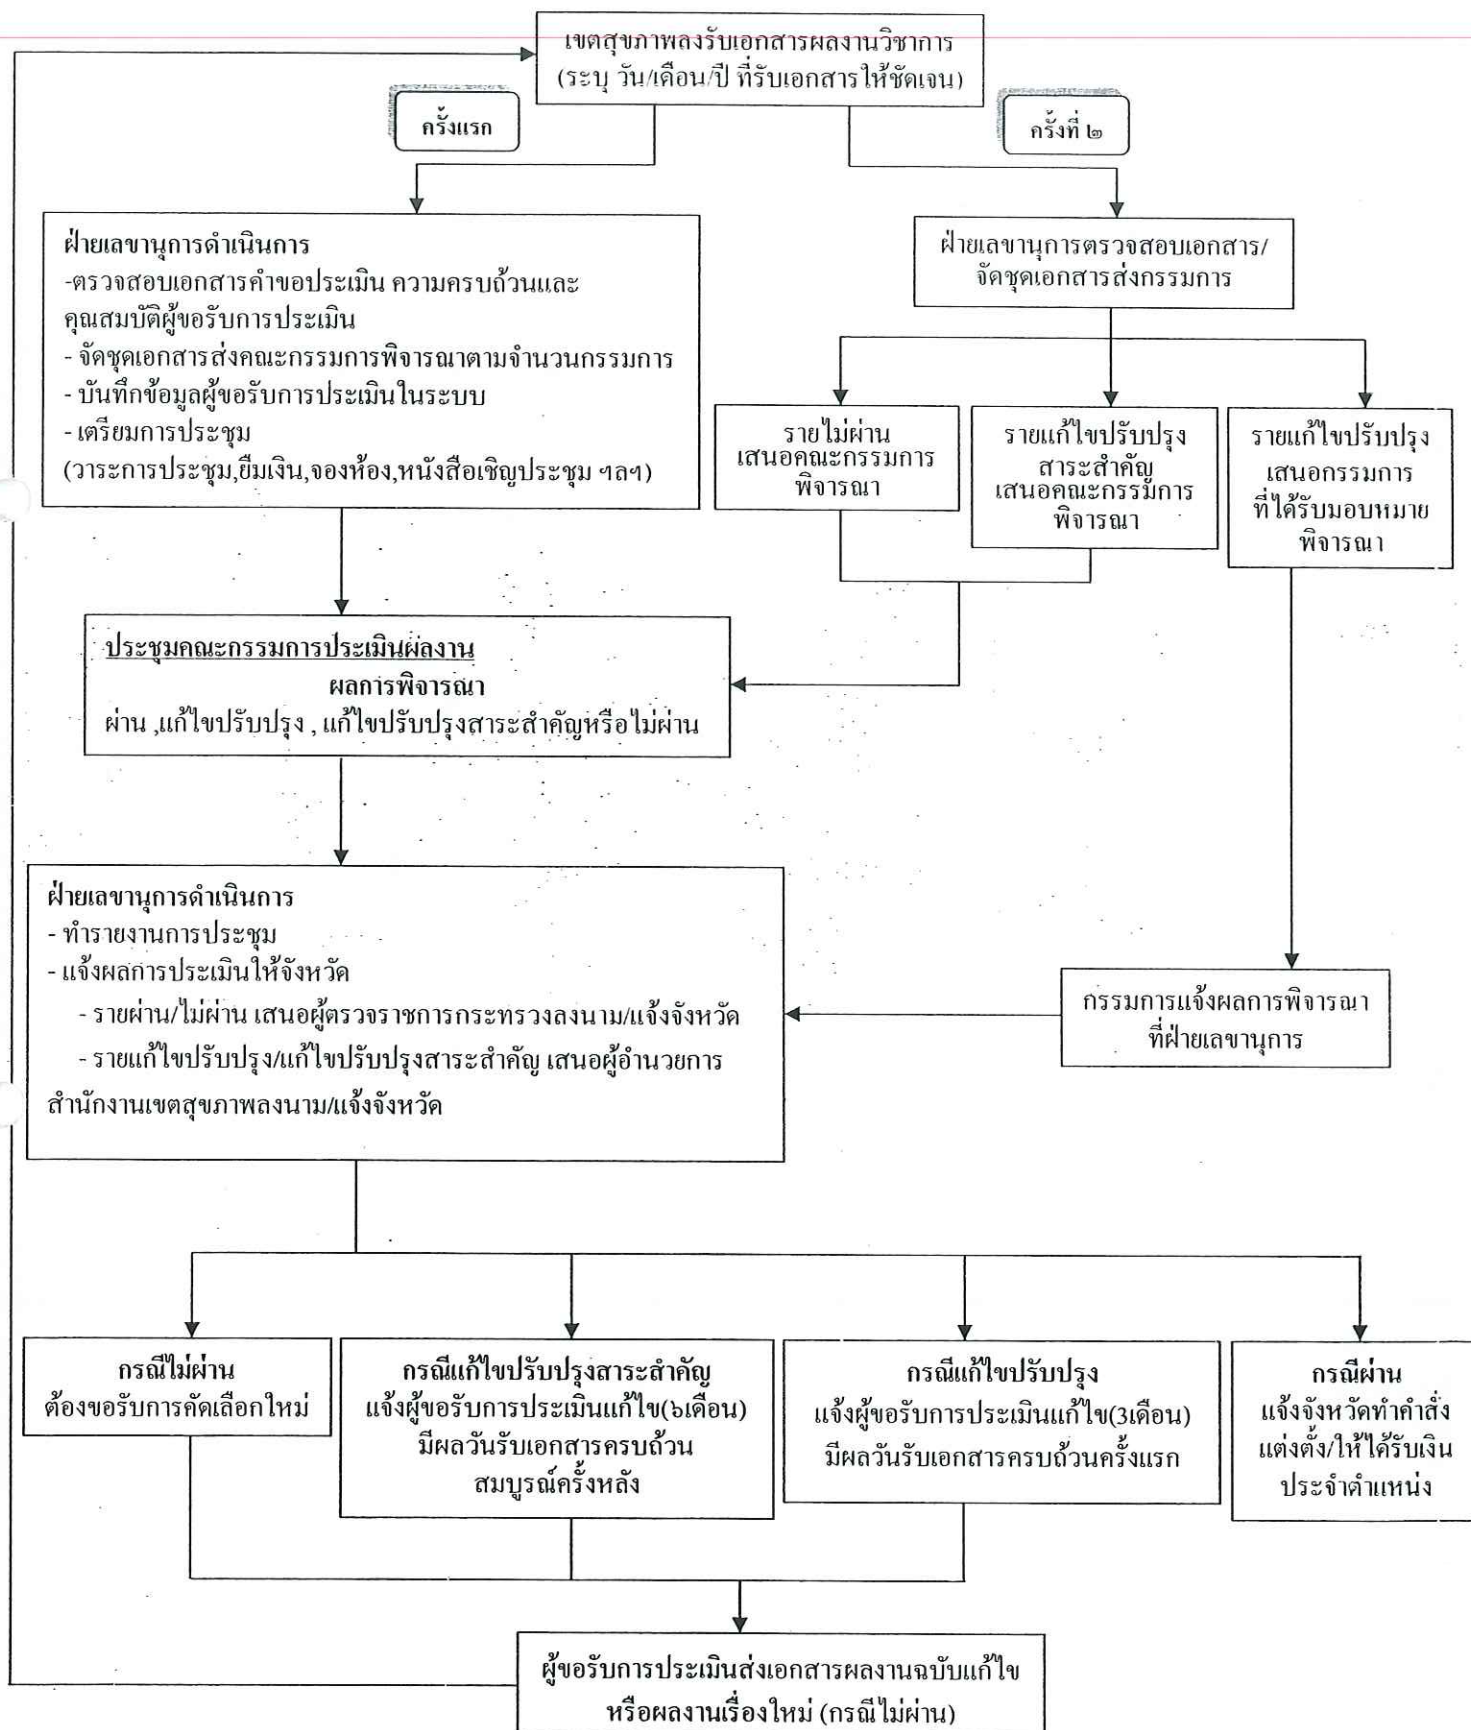 เขตสุขภาพลงรับเอกสารผลงานวิชาการ
(ระบุ วัน/เดือน/ปี ที่รับเอกสารให้ชัดเจน)
ครั้งแรก
ครั้งที่ ๒
ฝ่ายเลขานุการดำเนินการ
-ตรวจสอบเอกสารคำขอประเมิน ความครบถ้วนและ
คุณสมบัติผู้ขอรับการประเมิน
- จัดชุดเอกสารส่งคณะกรรมการพิจารณาตามจำนวนกรรมการ
- บันทึกข้อมูลผู้ขอรับการประเมินในระบบ
- เตรียมการประชุม
(วาระการประชุม,ยืมเงิน,จองห้อง,หนังสือเชิญประชุม ฯลฯ)
ฝ่ายเลขานุการตรวจสอบเอกสาร/
จัดชุดเอกสารส่งกรรมการ
รายไม่ผ่าน
เสนอคณะกรรมการ
พิจารณา
รายแก้ไขปรับปรุง
สาระสำคัญ
เสนอคณะกรรมการ
พิจารณา
รายแก้ไขปรับปรุง
เสนอกรรมการ
ที่ได้รับมอบหมาย
พิจารณา
ประชุมคณะกรรมการประเมินผลงาน
ผลการพิจารณา
ผ่าน ,แก้ไขปรับปรุง , แก้ไขปรับปรุงสาระสำคัญหรือไม่ผ่าน
ฝ่ายเลขานุการดำเนินการ
- ทำรายงานการประชุม
- แจ้งผลการประเมินให้จังหวัด
- รายผ่าน/ไม่ผ่าน เสนอผู้ตรวจราชการกระทรวงลงนาม/แจ้งจังหวัด
- รายแก้ไขปรับปรุง/แก้ไขปรับปรุงสาระสำคัญ เสนอผู้อำนวยการ
สำนักงานเขตสุขภาพลงนาม/แจ้งจังหวัด
กรรมการแจ้งผลการพิจารณา
ที่ฝ่ายเลขานุการ
กรณีไม่ผ่าน
ต้องขอรับการคัดเลือกใหม่
กรณีแก้ไขปรับปรุงสาระสำคัญ
แจ้งผู้ขอรับการประเมินแก้ไข(๖เดือน)
มีผลวันรับเอกสารครบถ้วน
สมบูรณ์ครั้งหลัง
กรณีแก้ไขปรับปรุง
แจ้งผู้ขอรับการประเมินแก้ไข(3เดือน)
มีผลวันรับเอกสารครบถ้วนครั้งแรก
กรณีผ่าน
แจ้งจังหวัดทำคำสั่ง
แต่งตั้ง/ให้ได้รับเงิน
ประจำตำแหน่ง
ผู้ขอรับการประเมินส่งเอกสารผลงานฉบับแก้ไข
หรือผลงานเรื่องใหม่ (กรณีไม่ผ่าน)